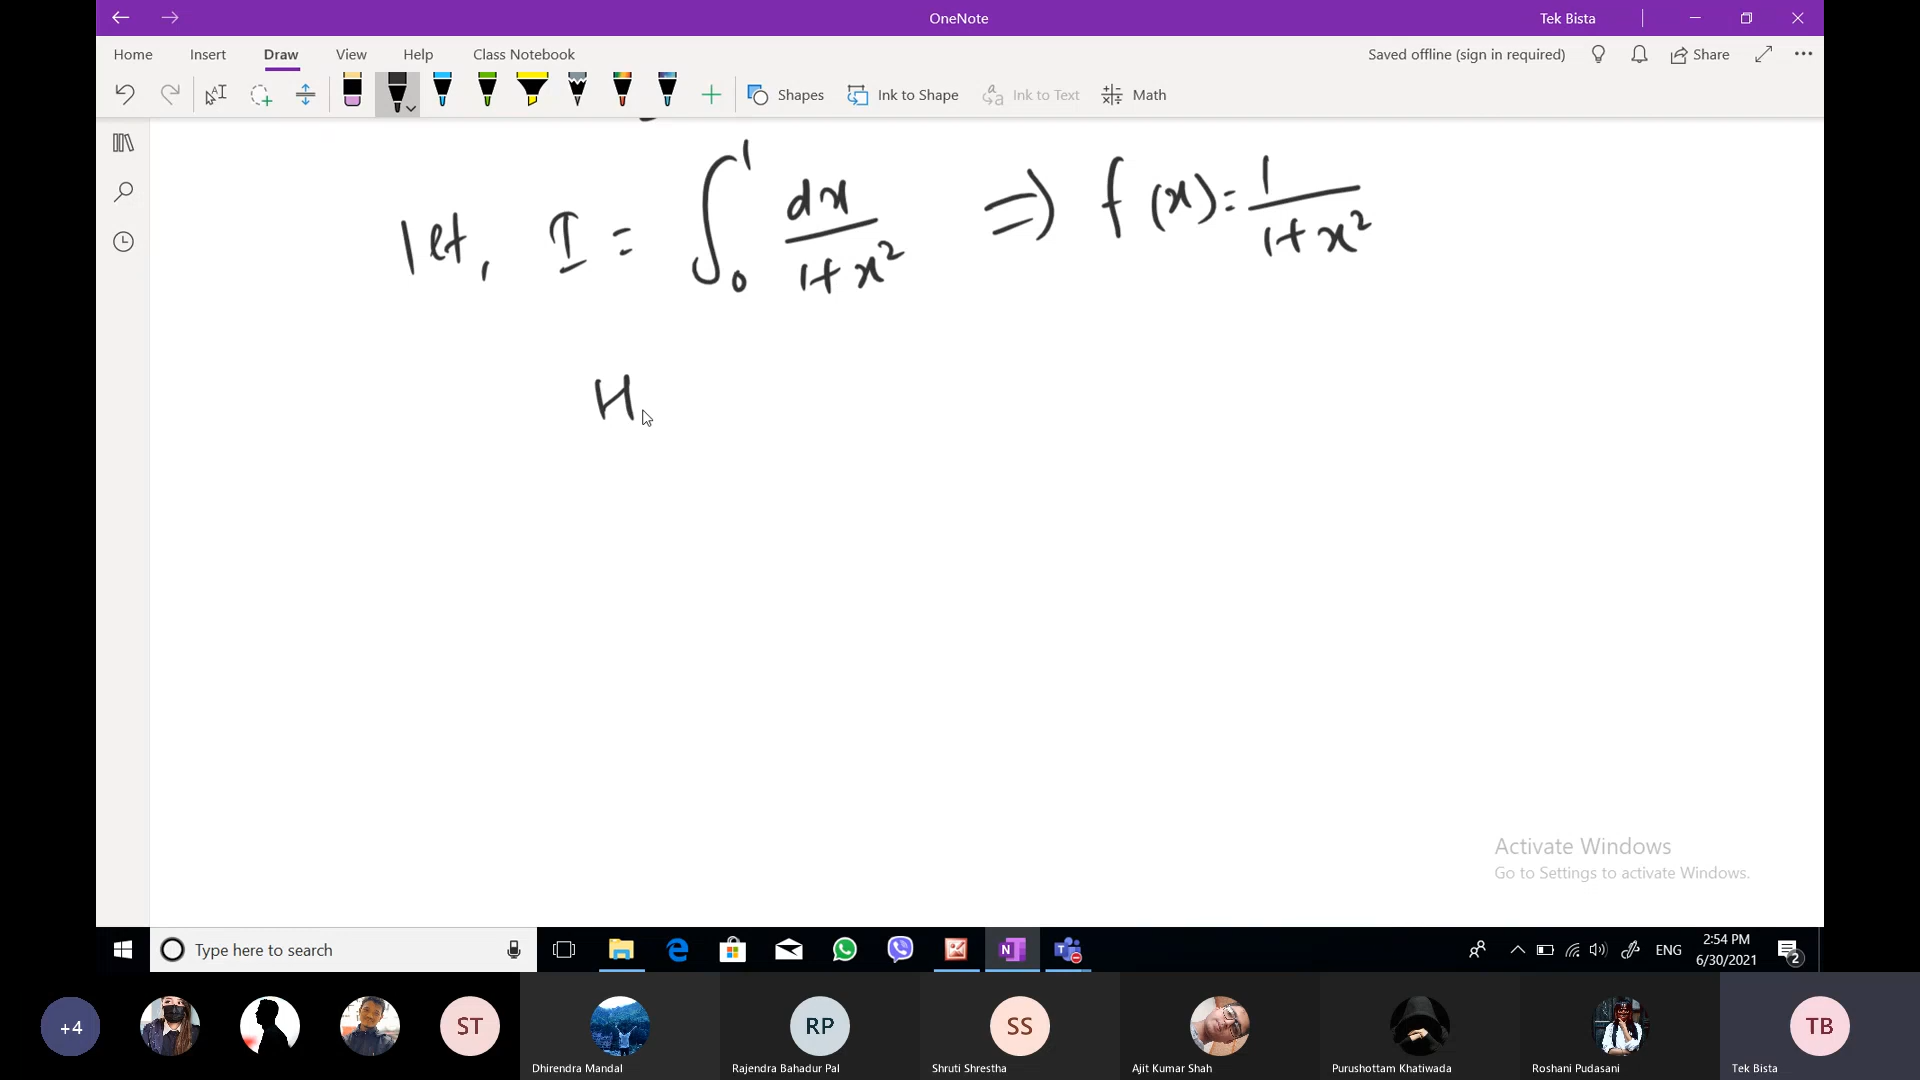 OneNote
Tek Bista
Home Insert Draw View Help Class Notebook
Saved offline (sign in required) Share
Shapes Ink to Shape Ink to Text Math
let, I = ∫₀¹ dx/(1+x²) ⇒ f(x) = 1/(1+x²)
H
Activate Windows
Go to Settings to activate Windows.
Type here to search
ENG
2:54 PM
6/30/2021
2
+4
ST
RP
SS
TB
Dhirendra Mandal
Rajendra Bahadur Pal
Shruti Shrestha
Ajit Kumar Shah
Purushottam Khatiwada
Roshani Pudasani
Tek Bista